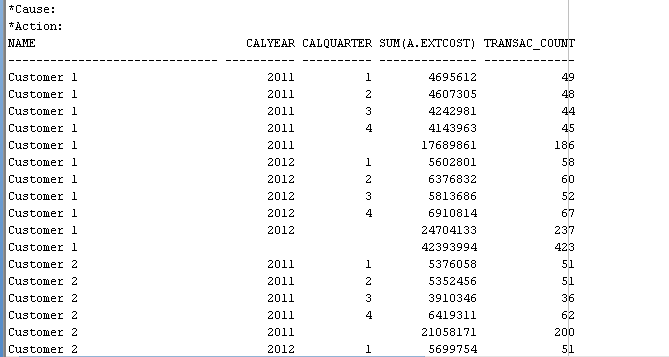 *Cause:
*Action:
NAME CALYEAR CALQUARTER SUM(A.EXTCOST) TRANSAC_COUNT
------------------------------ ---------- ---------- -------------- -------------
Customer 1 2011 1 4695612 49
Customer 1 2011 2 4607305 48
Customer 1 2011 3 4242981 44
Customer 1 2011 4 4143963 45
Customer 1 2011 17689861 186
Customer 1 2012 1 5602801 58
Customer 1 2012 2 6376832 60
Customer 1 2012 3 5813686 52
Customer 1 2012 4 6910814 67
Customer 1 2012 24704133 237
Customer 1 42393994 423
Customer 2 2011 1 5376058 51
Customer 2 2011 2 5352456 51
Customer 2 2011 3 3910346 36
Customer 2 2011 4 6419311 62
Customer 2 2011 21058171 200
Customer 2 2012 1 5699754 51